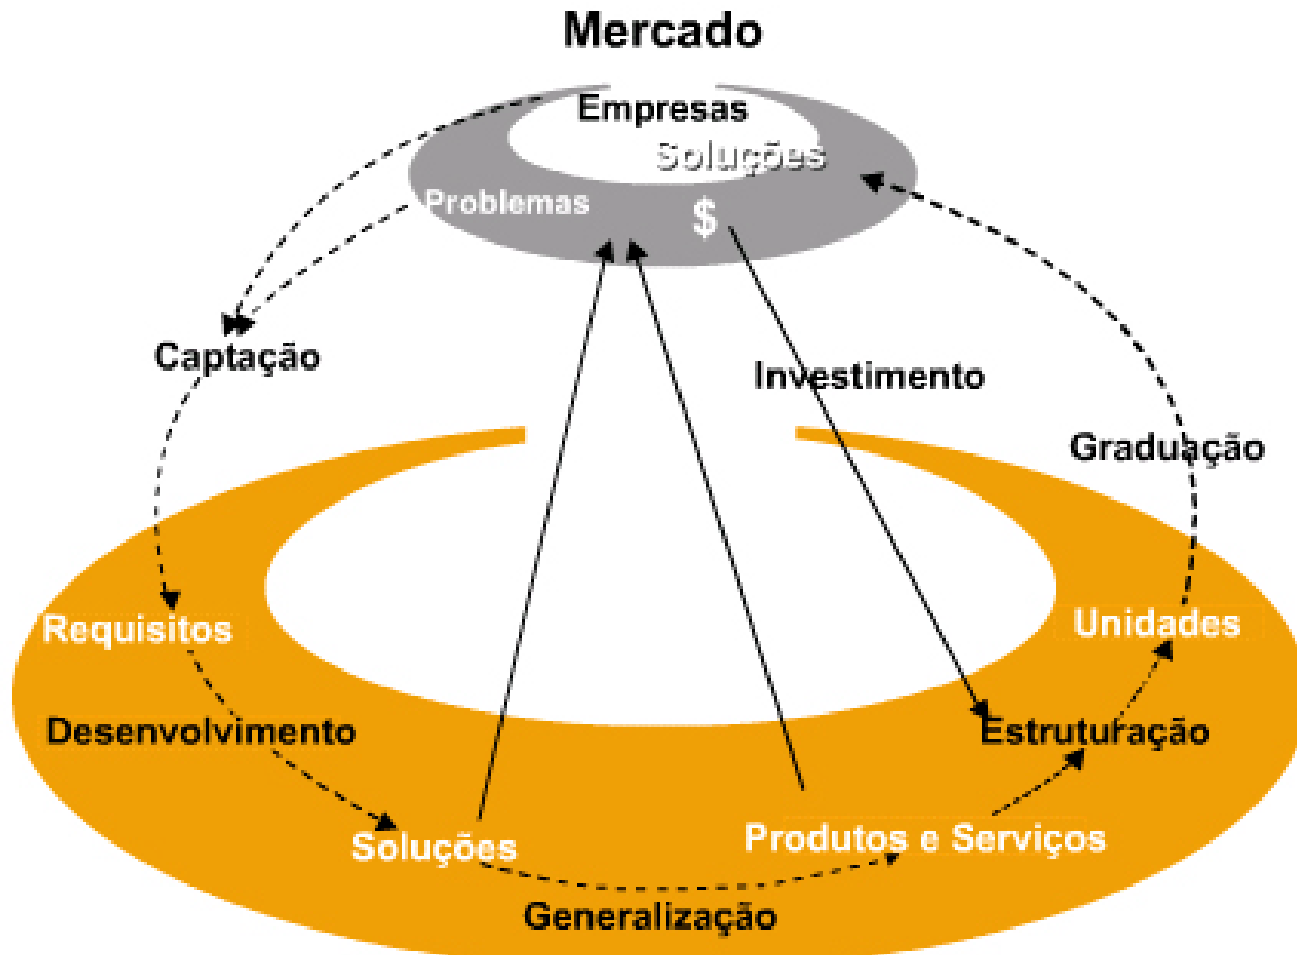 Mercado
Empresas
Soluções
Problemas
$
Captação
Investimento
Graduação
Requisitos
Unidades
Desenvolvimento
Estruturação
Soluções
Produtos e Serviços
Generalização